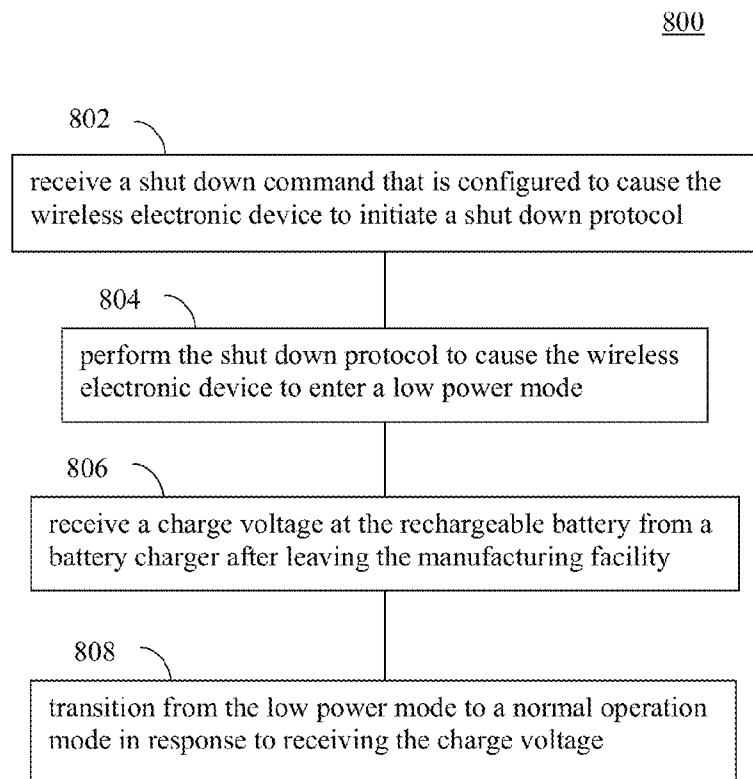 800
802
receive a shut down command that is configured to cause the
wireless electronic device to initiate a shut down protocol
804
perform the shut down protocol to cause the wireless
electronic device to enter a low power mode
806
receive a charge voltage at the rechargeable battery from a
battery charger after leaving the manufacturing facility
808
transition from the low power mode to a normal operation
mode in response to receiving the charge voltage